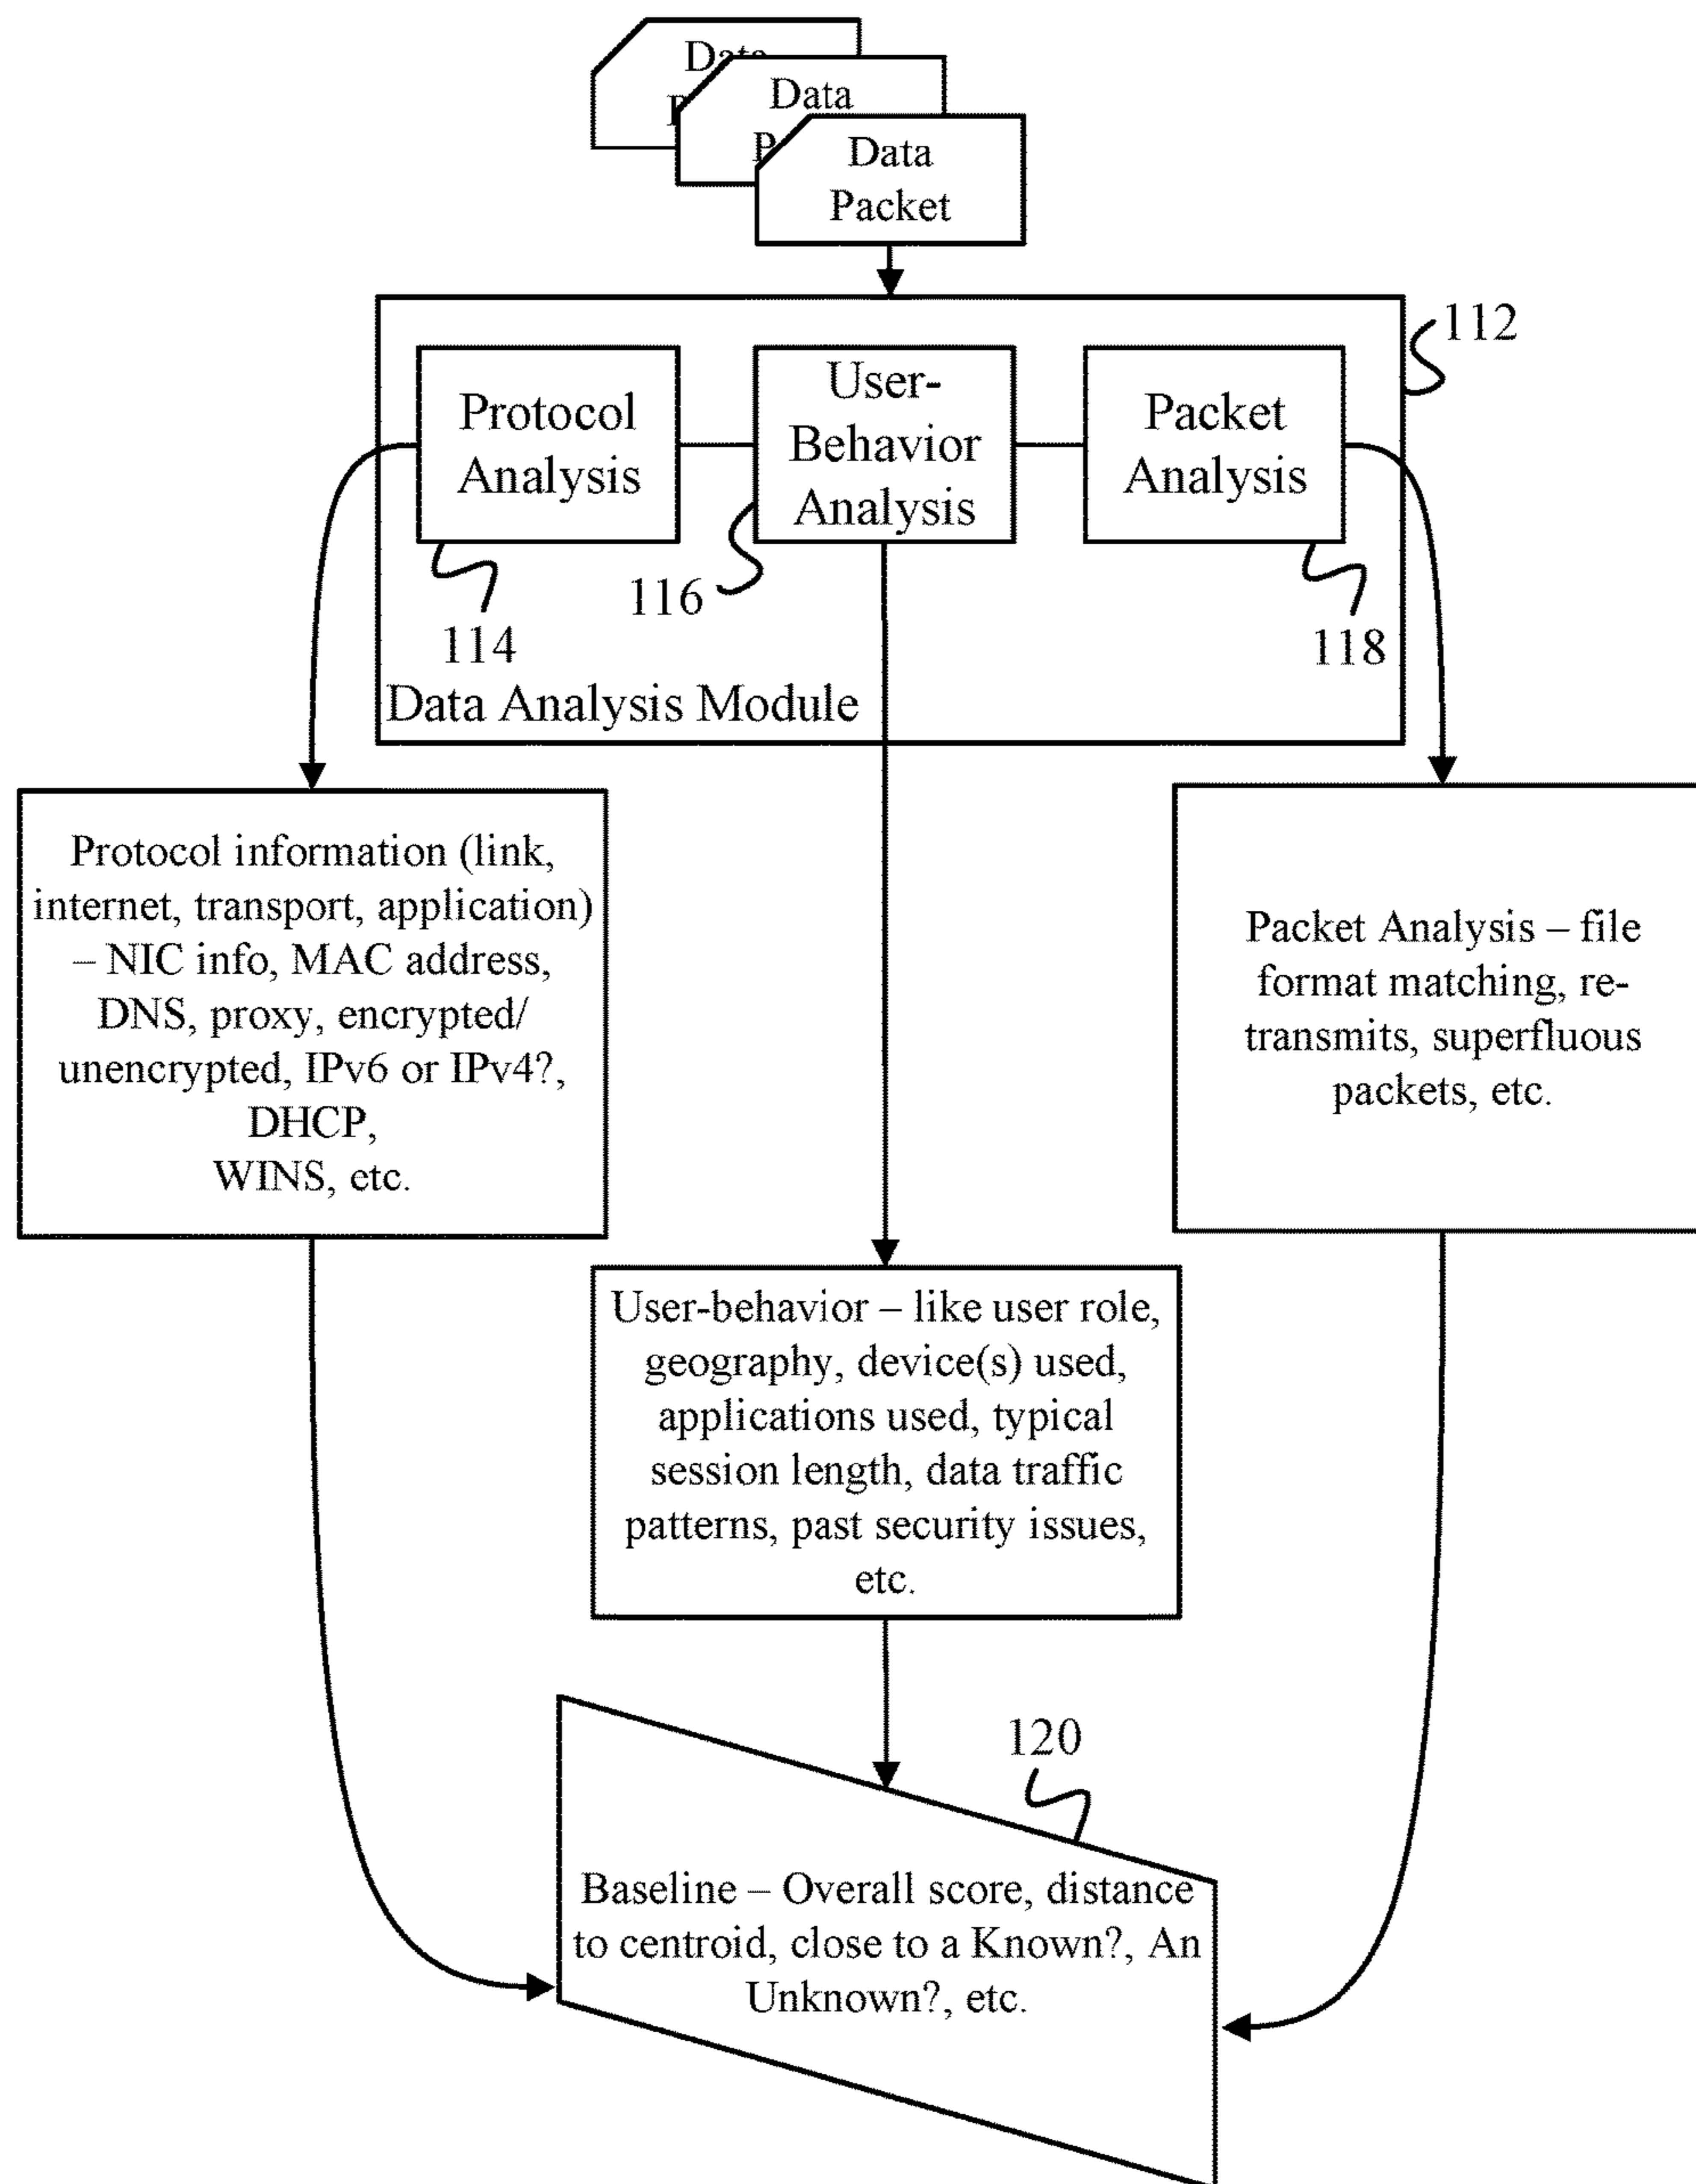 Data
Data
Data
Packet
112
Protocol
Analysis
User-
Behavior
Analysis
Packet
Analysis
116
114
118
Data Analysis Module
Protocol information (link,
internet, transport, application)
– NIC info, MAC address,
DNS, proxy, encrypted/
unencrypted, IPv6 or IPv4?,
DHCP,
WINS, etc.
Packet Analysis – file
format matching, re-
transmits, superfluous
packets, etc.
User-behavior – like user role,
geography, device(s) used,
applications used, typical
session length, data traffic
patterns, past security issues,
etc.
120
Baseline – Overall score, distance
to centroid, close to a Known?, An
Unknown?, etc.